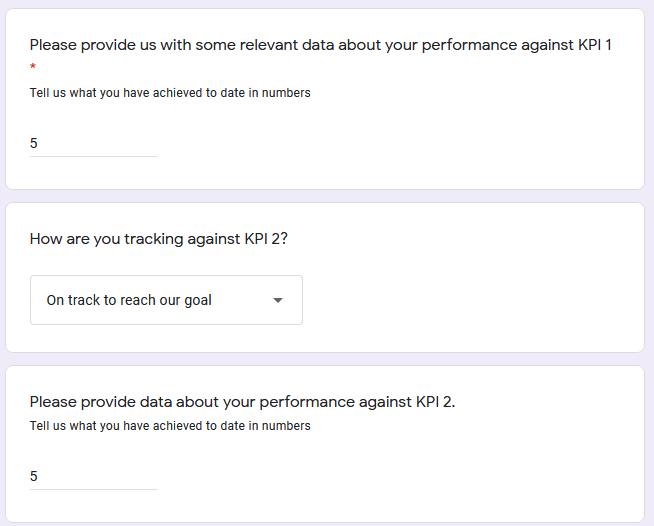 Please provide us with some relevant data about your performance against KPI 1
*
Tell us what you have achieved to date in numbers
5
How are you tracking against KPI 2?
On track to reach our goal
Please provide data about your performance against KPI 2.
Tell us what you have achieved to date in numbers
5